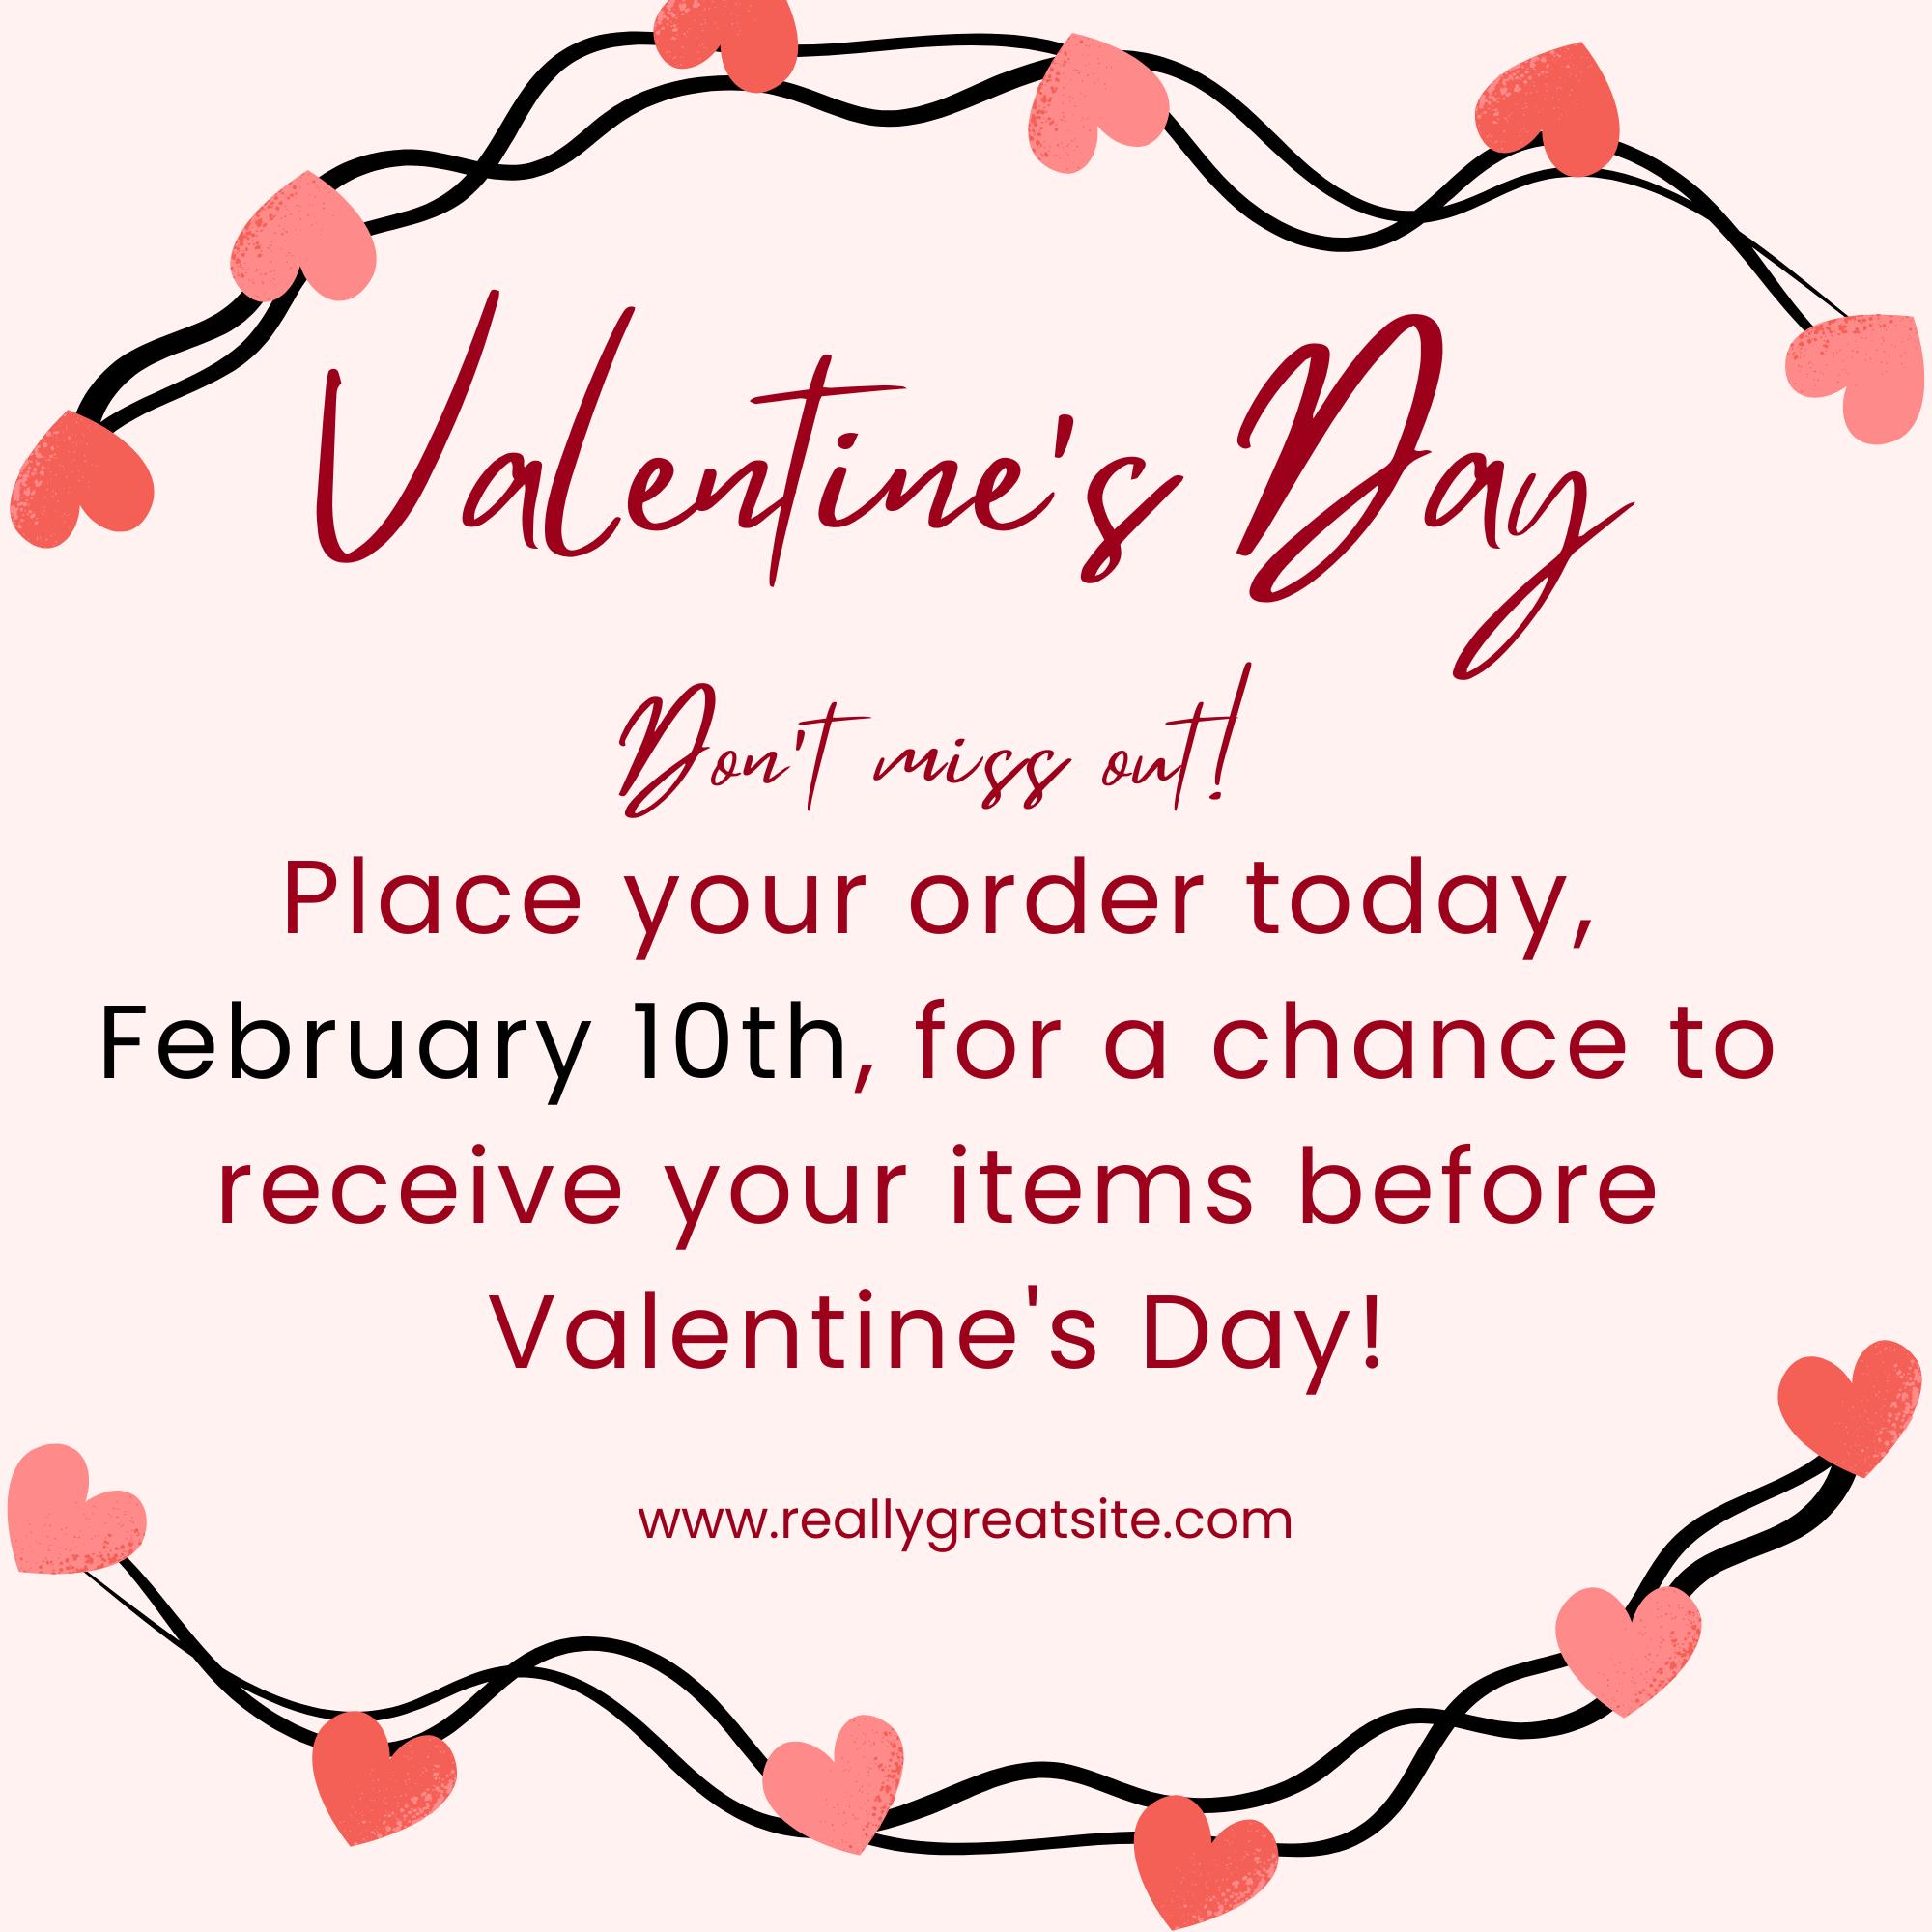 Valentine's Day
Don't miss out!
Place your order today,
February 10th, for a chance to
receive your items before
Valentine's Day!
www.reallygreatsite.com